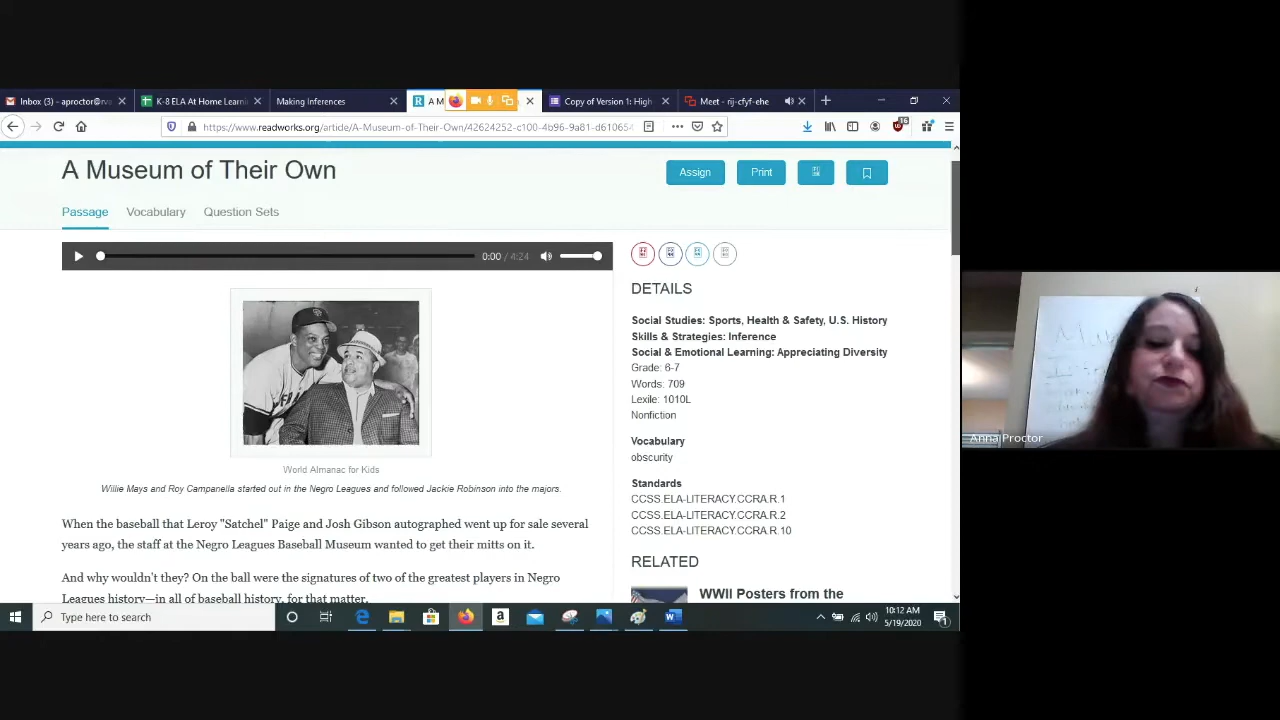 Inbox (3) - aproctor@rva
K-8 ELA At Home Learni
Making Inferences
A M
Copy of Version 1: High
Meet - rij-cfyf-ehe
https://www.readworks.org/article/A-Museum-of-Their-Own/42624252-c100-4b96-9a81-d61065
16
A Museum of Their Own
Assign
Print
Passage
Vocabulary
Question Sets
0:00 / 4:24
World Almanac for Kids
Willie Mays and Roy Campanella started out in the Negro Leagues and followed Jackie Robinson into the majors.
When the baseball that Leroy "Satchel" Paige and Josh Gibson autographed went up for sale several
years ago, the staff at the Negro Leagues Baseball Museum wanted to get their mitts on it.
And why wouldn't they? On the ball were the signatures of two of the greatest players in Negro
Leagues history—in all of baseball history, for that matter.
DETAILS
Social Studies: Sports, Health & Safety, U.S. History
Skills & Strategies: Inference
Social & Emotional Learning: Appreciating Diversity
Grade: 6-7
Words: 709
Lexile: 1010L
Nonfiction
Vocabulary
obscurity
Standards
CCSS.ELA-LITERACY.CCRA.R.1
CCSS.ELA-LITERACY.CCRA.R.2
CCSS.ELA-LITERACY.CCRA.R.10
RELATED
WWII Posters from the
Anna Proctor
Type here to search
10:12 AM
5/19/2020